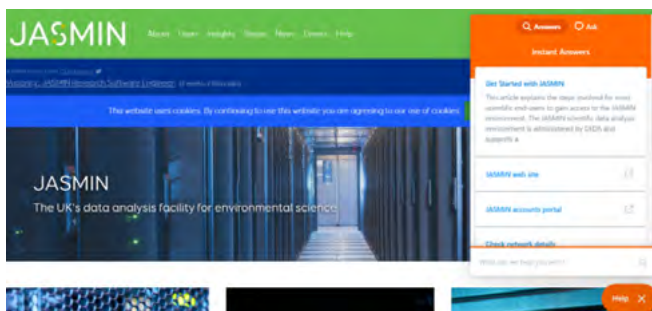 JASMIN
About Users Insights Status News Events Help
Vacancy: JASMIN Research Software Engineer
This website uses cookies. By continuing to use this website you are agreeing to our use of cookies.
JASMIN
The UK's data analysis facility for environmental science
Answers Ask
Instant Answers
Get Started with JASMIN
This article explains the steps involved for most
scientific end-users to gain access to the JASMIN
environment. The JASMIN scientific data analysis
environment is administered by CEDA and
supports a
JASMIN web site
JASMIN accounts portal
Check network details
What can we help you with?
Help